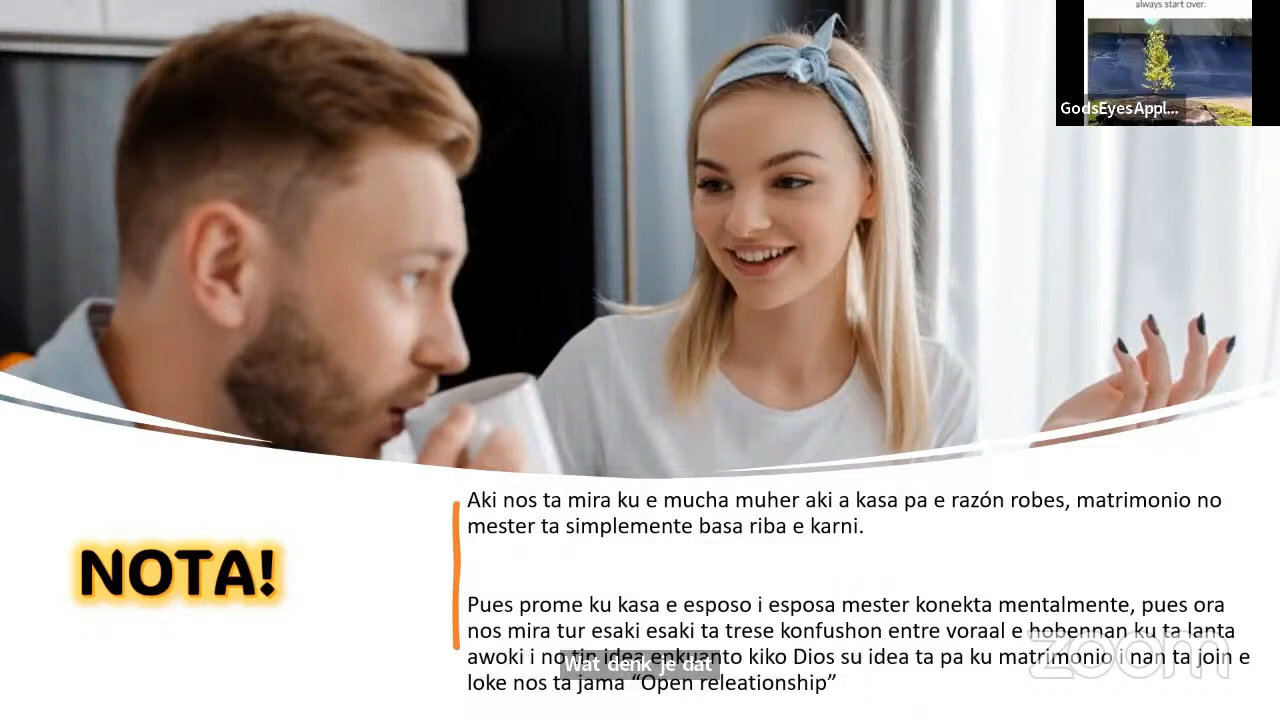 always start over.
GodsEyesAppl...
Aki nos ta mira ku e mucha muher aki a kasa pa e razón robes, matrimonio no
mester ta simplemente basa riba e karni.
NOTA!
Pues prome ku kasa e esposo i esposa mester konekta mentalmente, pues ora
nos mira tur esaki esaki ta trese konfushon entre voraal e hobennan ku ta lanta
awoki i no tin idea enkuanto kiko Dios su idea ta pa ku matrimonio i nan ta join e
loke nos ta jama “Open releationship”
Wat denk je dat
zoom